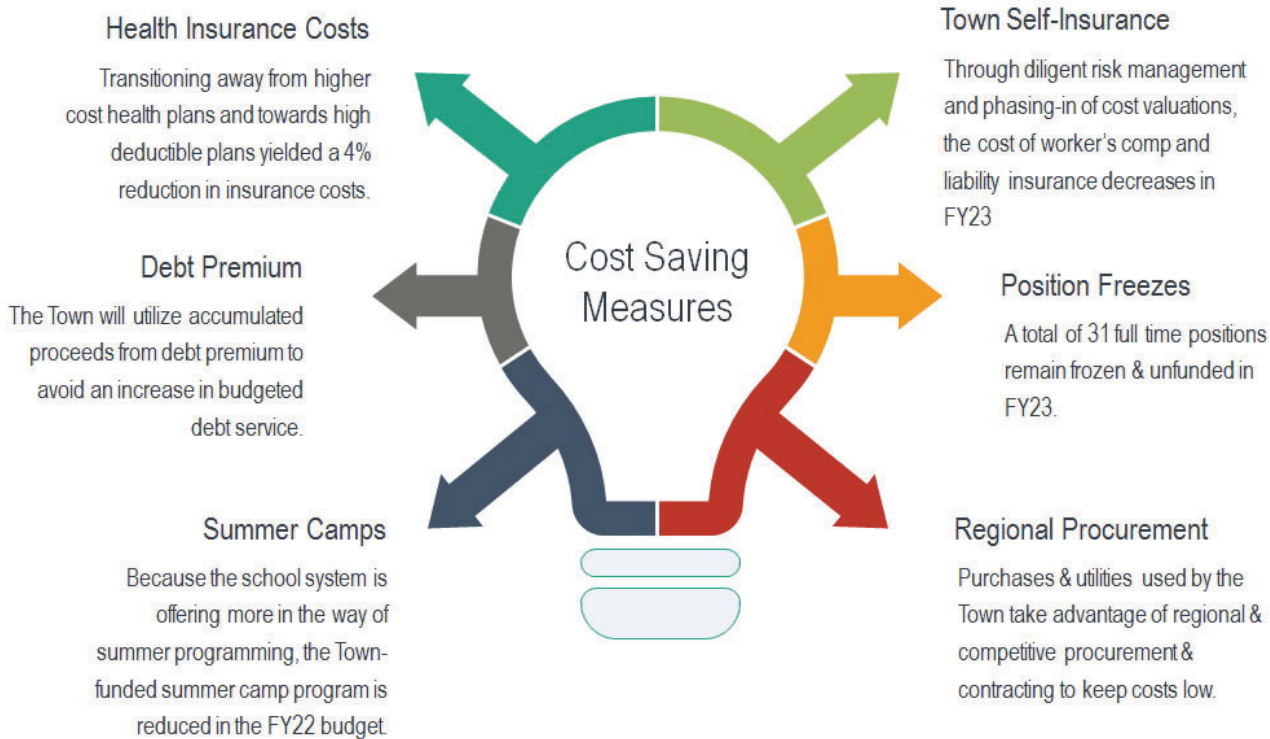 Health Insurance Costs
Transitioning away from higher
cost health plans and towards high
deductible plans yielded a 4%
reduction in insurance costs.
Debt Premium
The Town will utilize accumulated
proceeds from debt premium to
avoid an increase in budgeted
debt service.
Summer Camps
Because the school system is
offering more in the way of
summer programming, the Town-
funded summer camp program is
reduced in the FY22 budget.
Cost Saving
Measures
Town Self-Insurance
Through diligent risk management
and phasing-in of cost valuations,
the cost of worker's comp and
liability insurance decreases in
FY23
Position Freezes
A total of 31 full time positions
remain frozen & unfunded in
FY23.
Regional Procurement
Purchases & utilities used by the
Town take advantage of regional &
competitive procurement &
contracting to keep costs low.